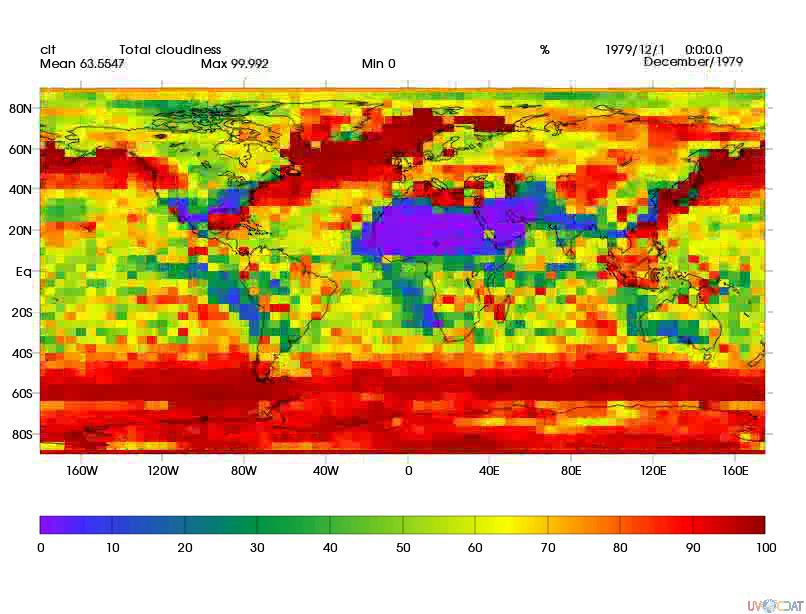 clt Total cloudiness % 1979/12/1 0:0:0.0
Mean 63.5547 Max 99.992 Min 0 December/1979
80N
60N
40N
20N
Eq
20S
40S
60S
80S
160W 120W 80W 40W 0 40E 80E 120E 160E
0 10 20 30 40 50 60 70 80 90 100
UV CDAT